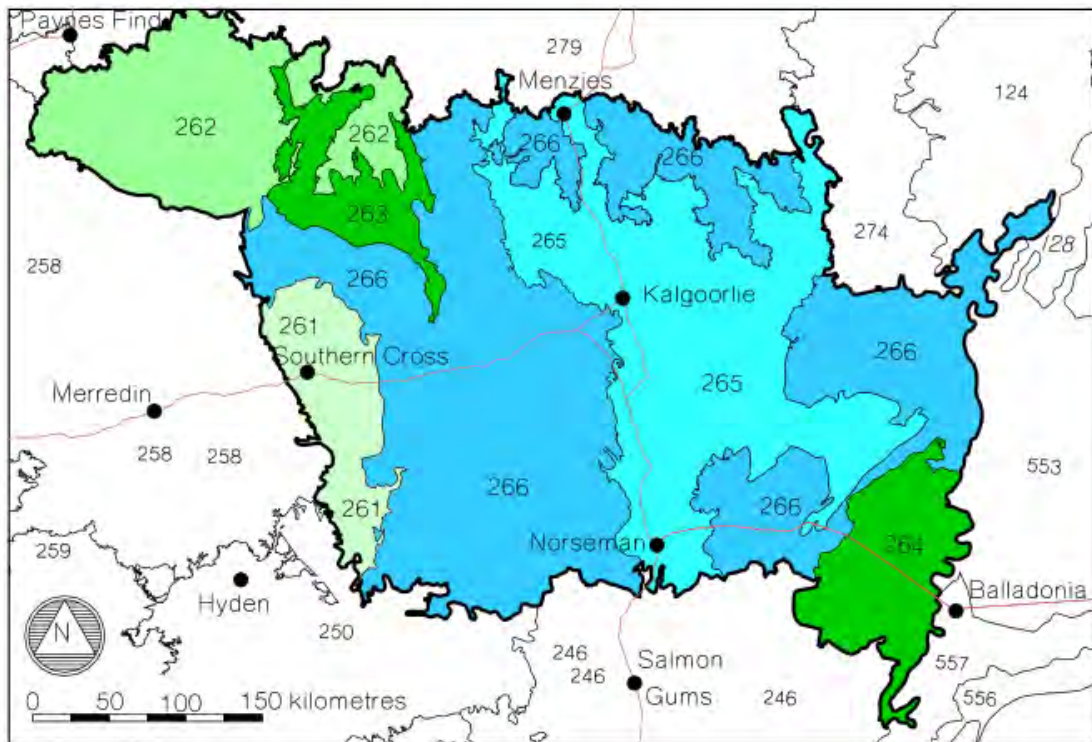 Paynes Find
279
Menzies
124
262
262
266
266
263
265
274
128
258
266
Kalgoorlie
261
Southern Cross
266
265
Merredin
258
258
266
553
261
266
Norseman
264
259
Hyden
Balladonia
N
250
246
246
Salmon
Gums
246
557
556
0 50 100 150 kilometres